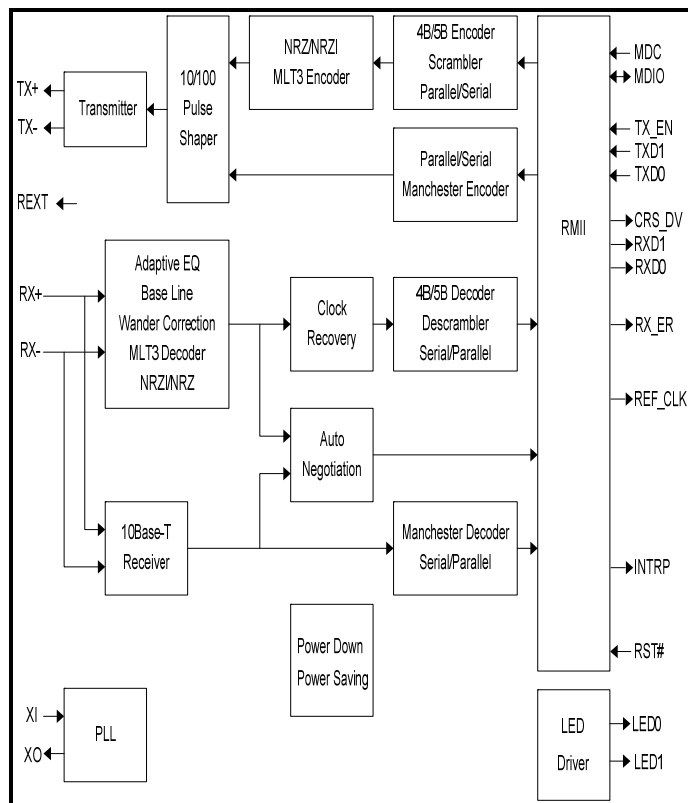 NRZ/NRZI
MLT3 Encoder
4B/5B Encoder
Scrambler
Parallel/Serial
10/100
Pulse
Shaper
Transmitter
TX+
TX-
Parallel/Serial
Manchester Encoder
REXT
RMII
MDC
MDIO
TX_EN
TXD1
TXD0
CRS_DV
RXD1
RXD0
RX_ER
REF_CLK
INTRP
RST#
RX+
RX-
Adaptive EQ
Base Line
Wander Correction
MLT3 Decoder
NRZI/NRZ
Clock
Recovery
4B/5B Decoder
Descrambler
Serial/Parallel
Auto
Negotiation
10Base-T
Receiver
Manchester Decoder
Serial/Parallel
Power Down
Power Saving
XI
XO
PLL
LED
Driver
LED0
LED1